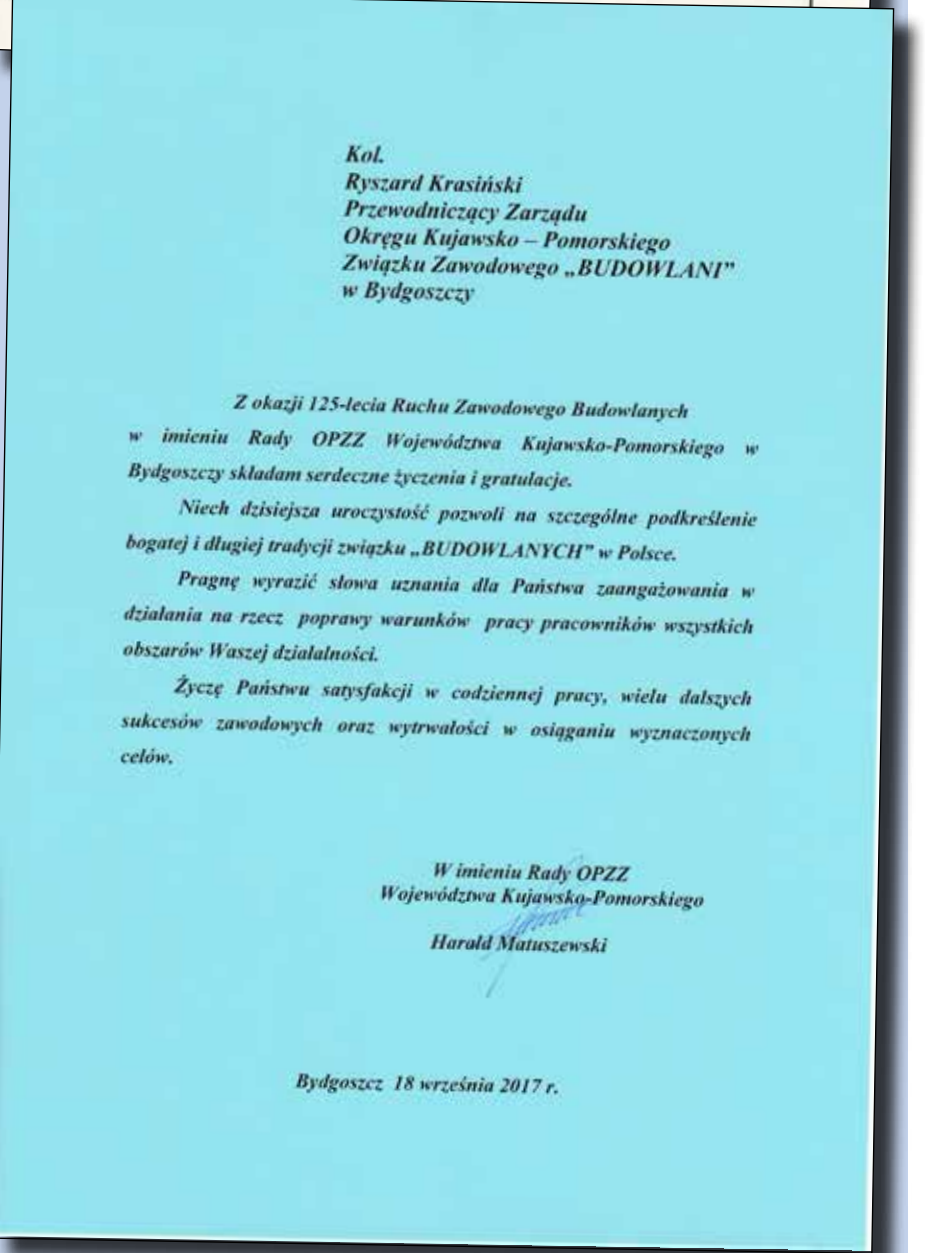 Kol.
Ryszard Krasiński
Przewodniczący Zarządu
Okręgu Kujawsko – Pomorskiego
Związku Zawodowego „BUDOWLANI”
w Bydgoszczy
Z okazji 125-lecia Ruchu Zawodowego Budowlanych
w imieniu Rady OPZZ Województwa Kujawsko-Pomorskiego w
Bydgoszczy składam serdeczne życzenia i gratulacje.
Niech dzisiejsza uroczystość pozwoli na szczególne podkreślenie
bogatej i długiej tradycji związku „BUDOWLANYCH” w Polsce.
Pragnę wyrazić słowa uznania dla Państwa zaangażowania w
działania na rzecz poprawy warunków pracy pracowników wszystkich
obszarów Waszej działalności.
Życzę Państwu satysfakcji w codziennej pracy, wielu dalszych
sukcesów zawodowych oraz wytrwałości w osiąganiu wyznaczonych
celów.
W imieniu Rady OPZZ
Województwa Kujawsko-Pomorskiego
Harald Matuszewski
Bydgoszcz 18 września 2017 r.